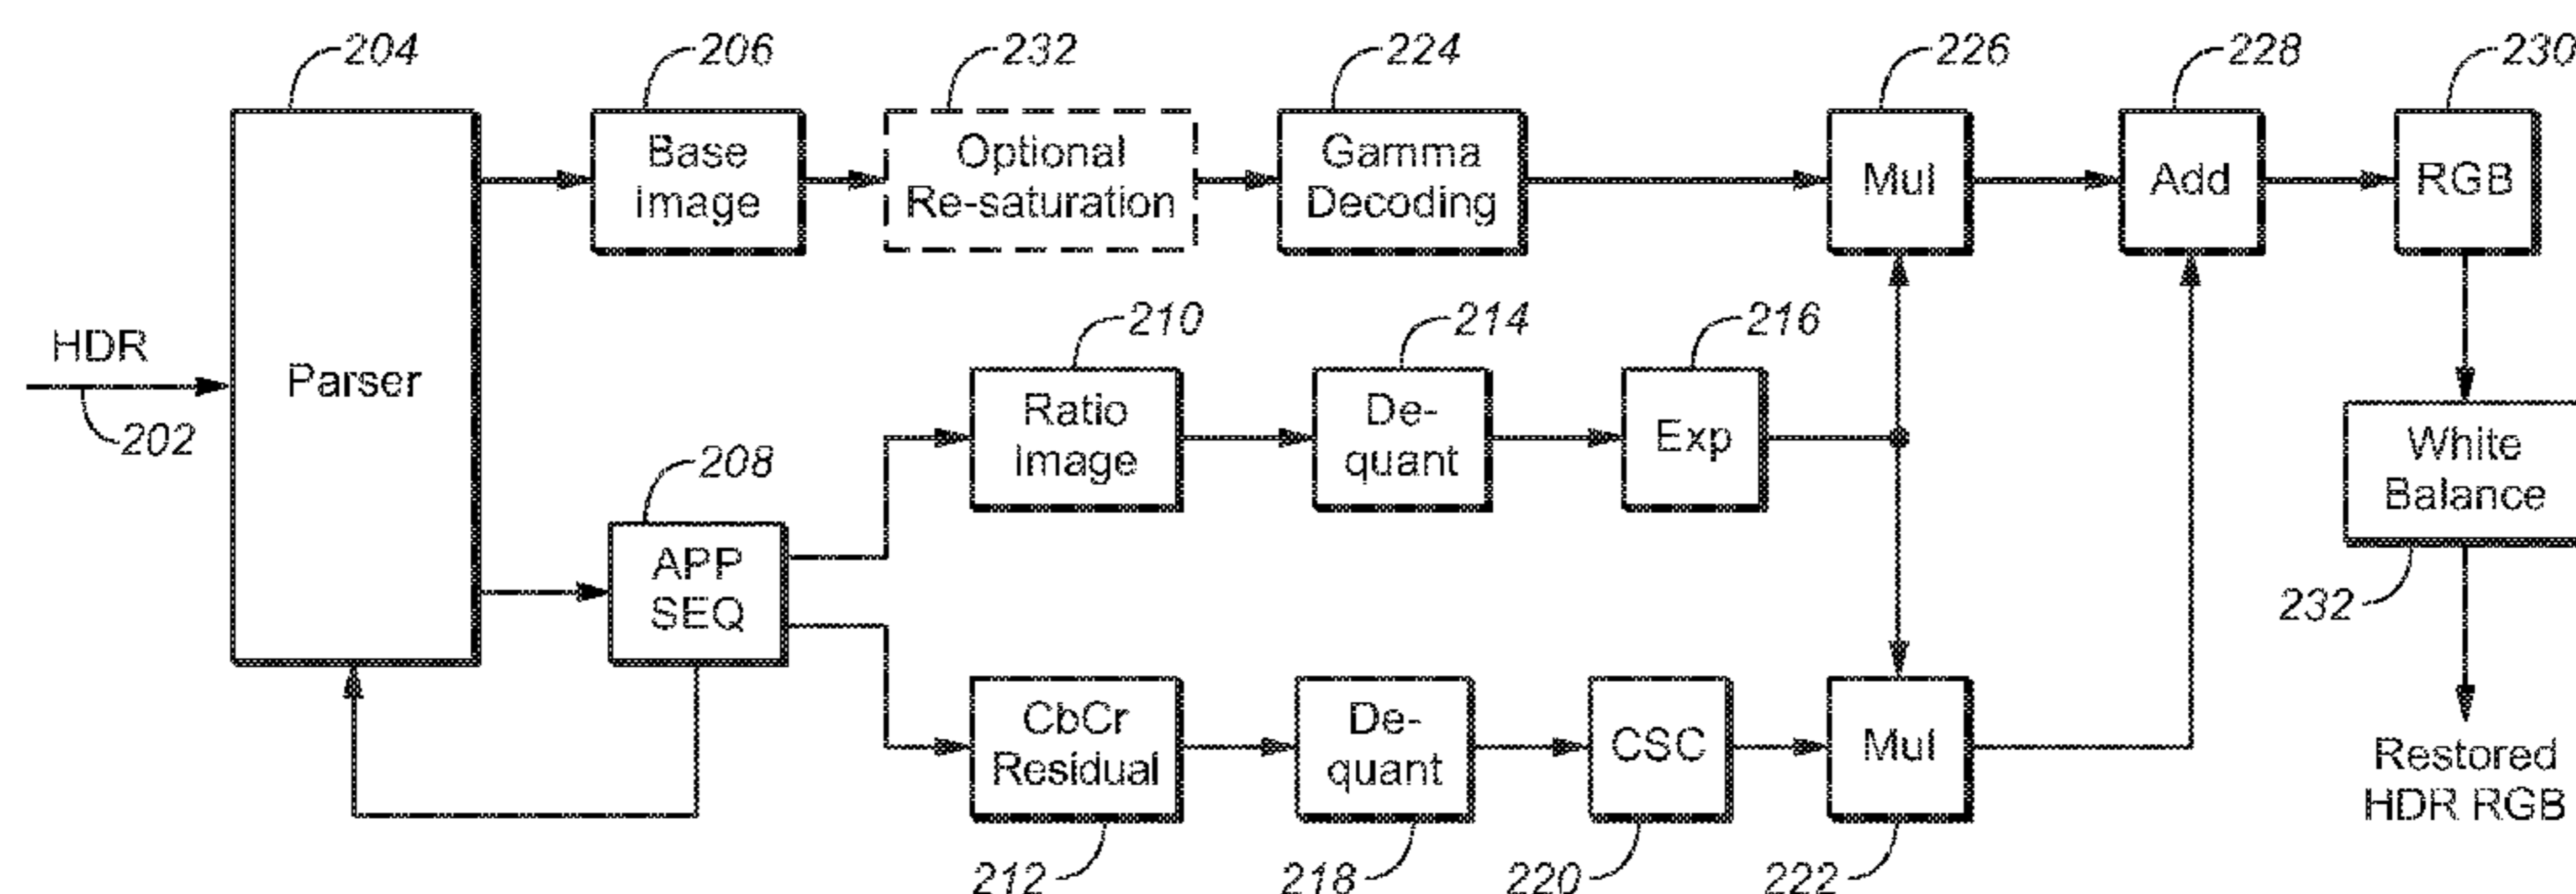 204
206
232
224
226
228
230
Base
image
Optional
Re-saturation
Gamma
Decoding
Mul
Add
RGB
HDR
202
Parser
210
214
216
Ratio
Image
De-
quant
Exp
White
Balance
232
208
APP
SEQ
CbCr
Residual
De-
quant
CSC
Mul
Restored
HDR RGB
212
218
220
222